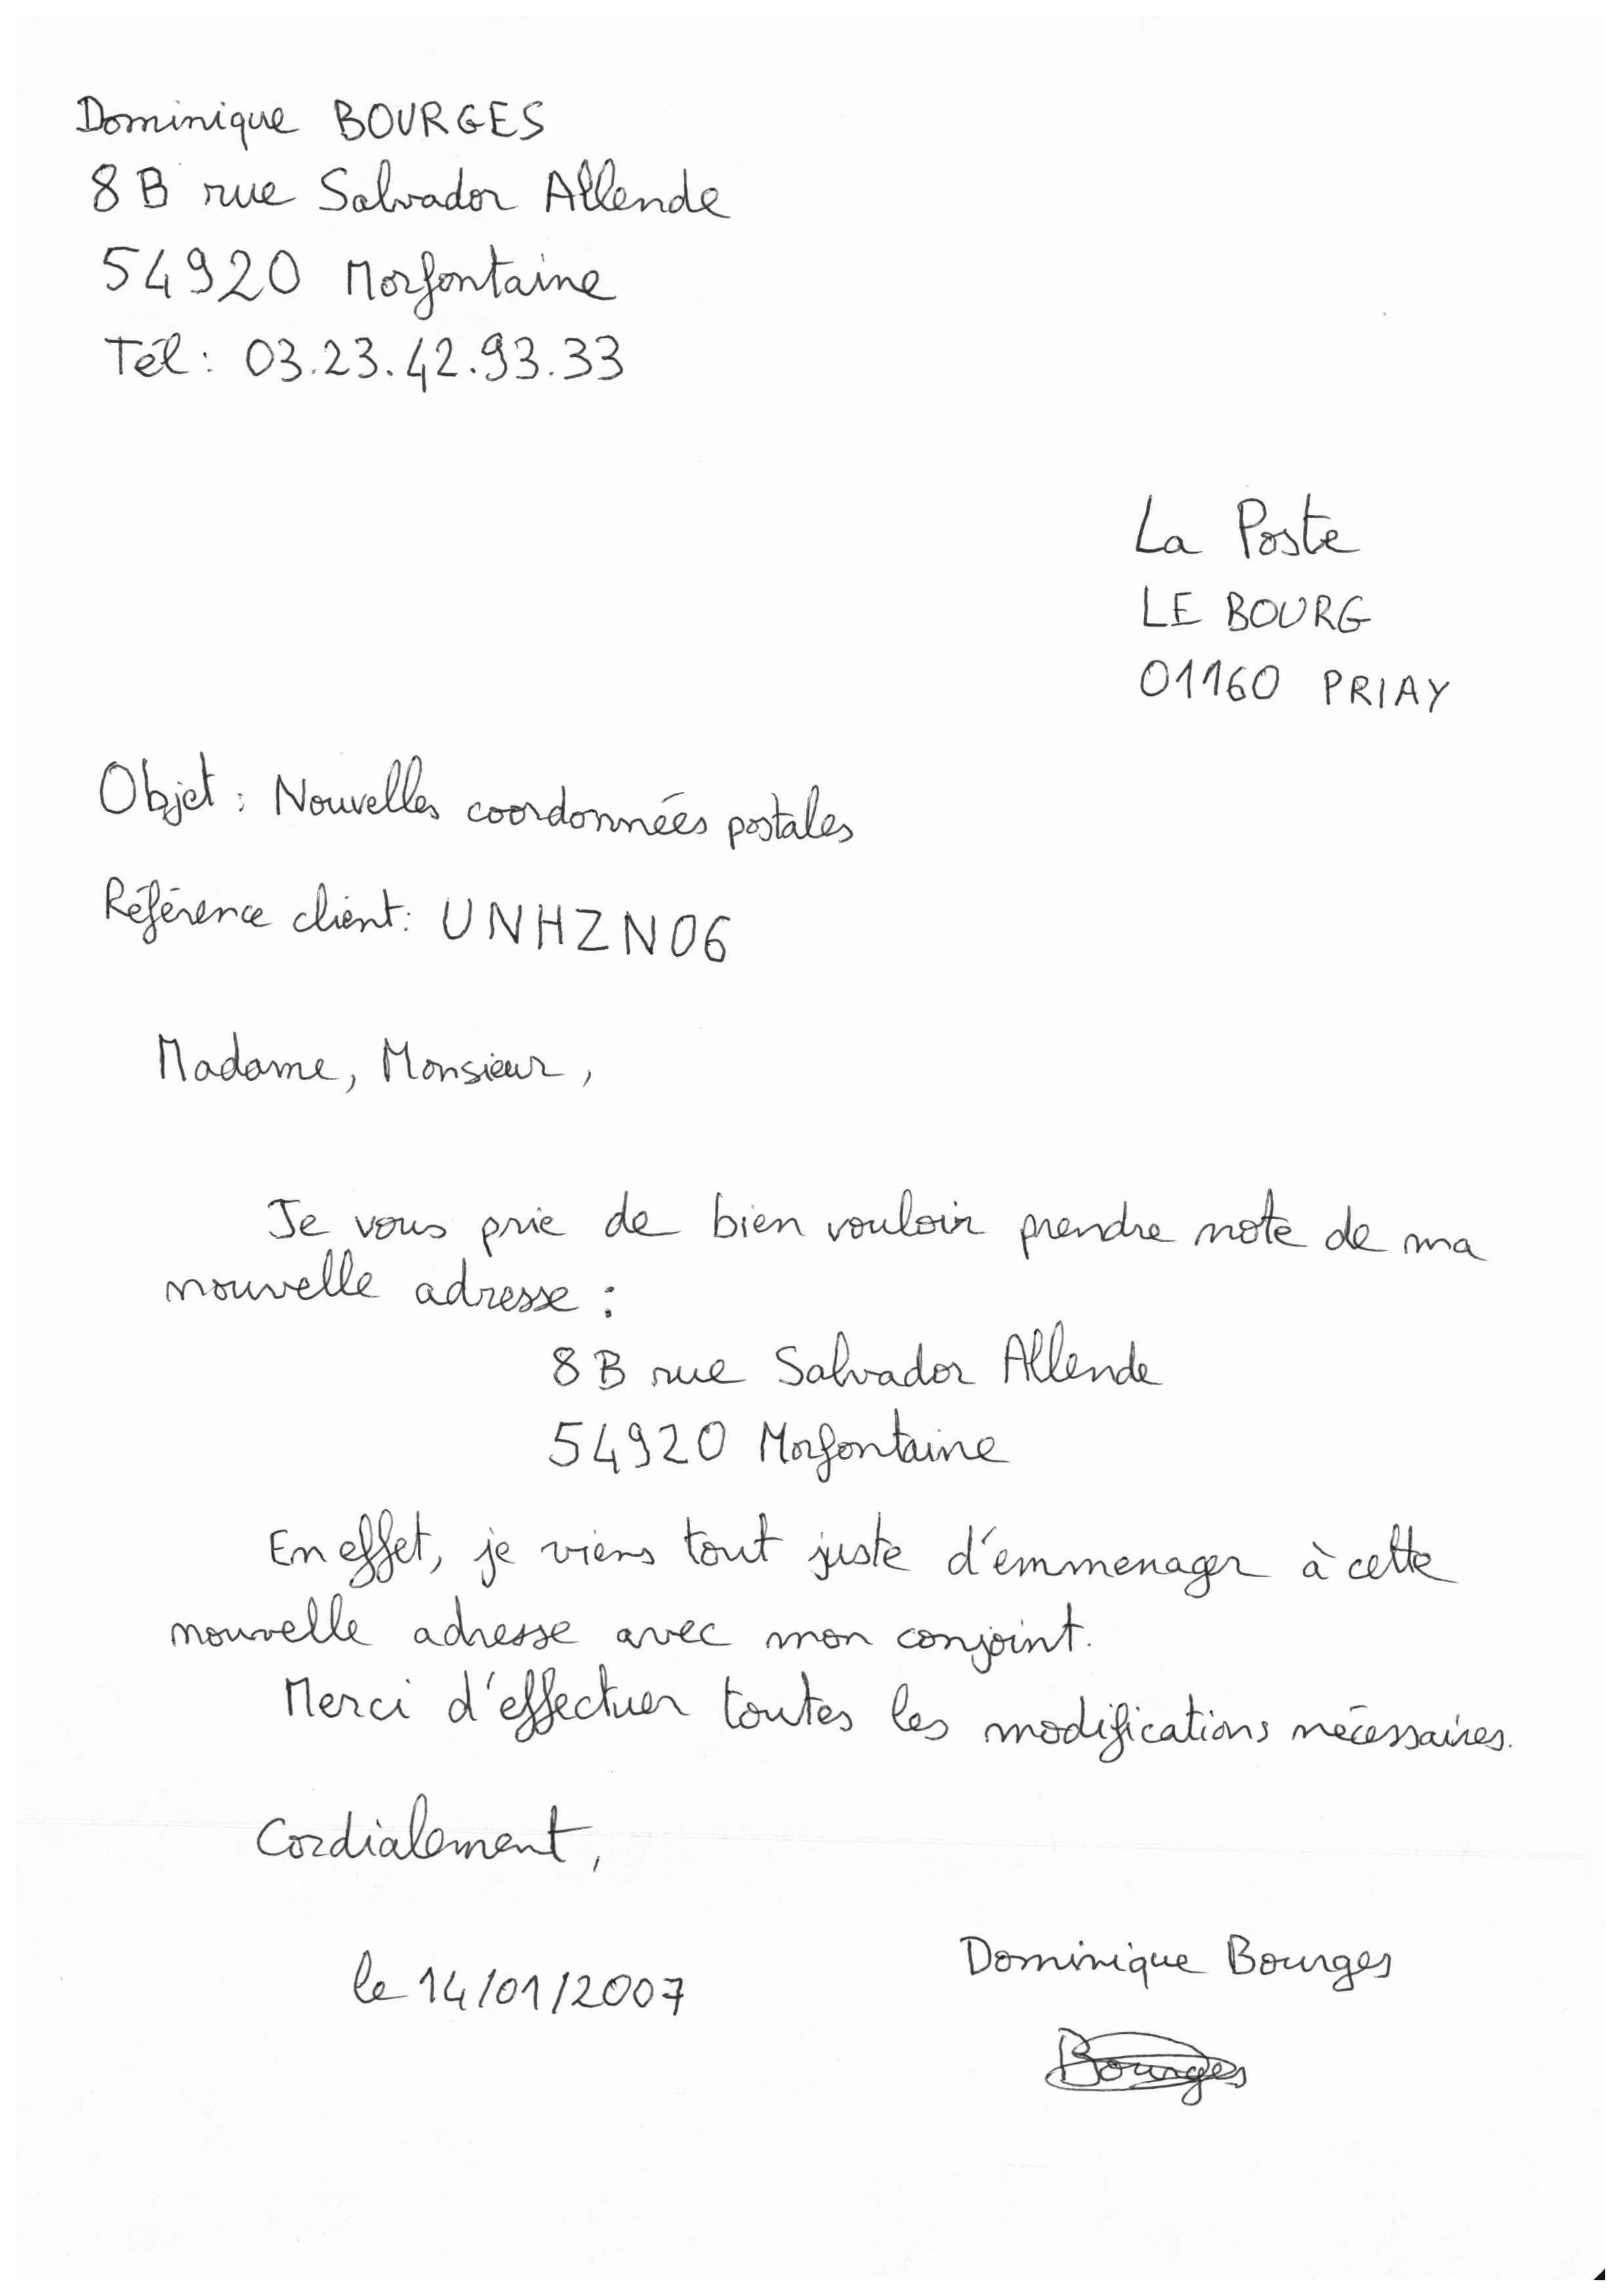 Dominique BOURGES
8 B rue Salvador Allende
54920 Morfontaine
Tél : 03.23.42.93.33
La Poste
LE BOURG
01160 PRIAY
Objet : Nouvelles coordonnées postales
Référence client : UNHZN06
Madame, Monsieur,
Je vous prie de bien vouloir prendre note de ma
nouvelle adresse :
8 B rue Salvador Allende
54920 Morfontaine
En effet, je viens tout juste d'emmenager à cette
nouvelle adresse avec mon conjoint.
Merci d'effectuer toutes les modifications nécessaires.
Cordialement,
Dominique Bourges
le 14/01/2007
Bourges